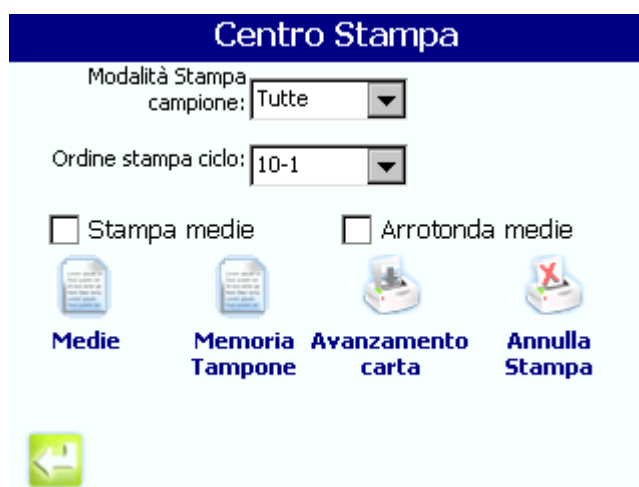 Centro Stampa
Modalità Stampa
campione: Tutte
Ordine stampa ciclo: 10-1
Stampa medie Arrotonda medie
Medie Memoria Avanzamento Annulla
Tampone carta Stampa